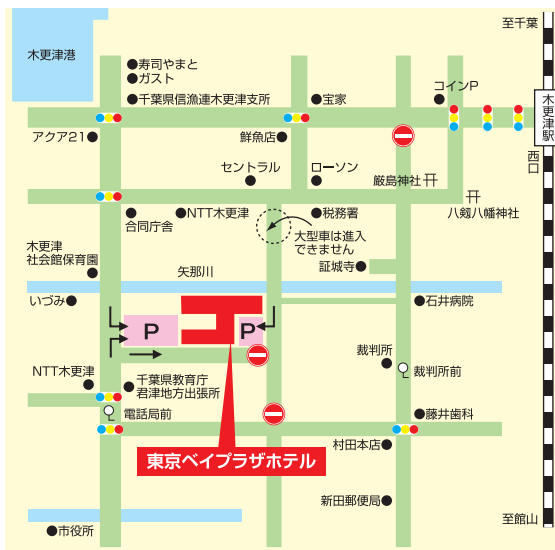 至千葉
木更津港
寿司やまと
ガスト
千葉県信漁連木更津支所
宝家
コインP
木更津駅
アクア21
鮮魚店
西口
セントラル
ローソン
厳島神社
NTT木更津
税務署
合同庁舎
八剱八幡神社
大型車は進入
できません
木更津
社会館保育園
証城寺
矢那川
いづみ
石井病院
P
P
裁判所
裁判所前
NTT木更津
千葉県教育庁
君津地方出張所
電話局前
藤井歯科
村田本店
東京ベイプラザホテル
新田郵便局
至館山
市役所